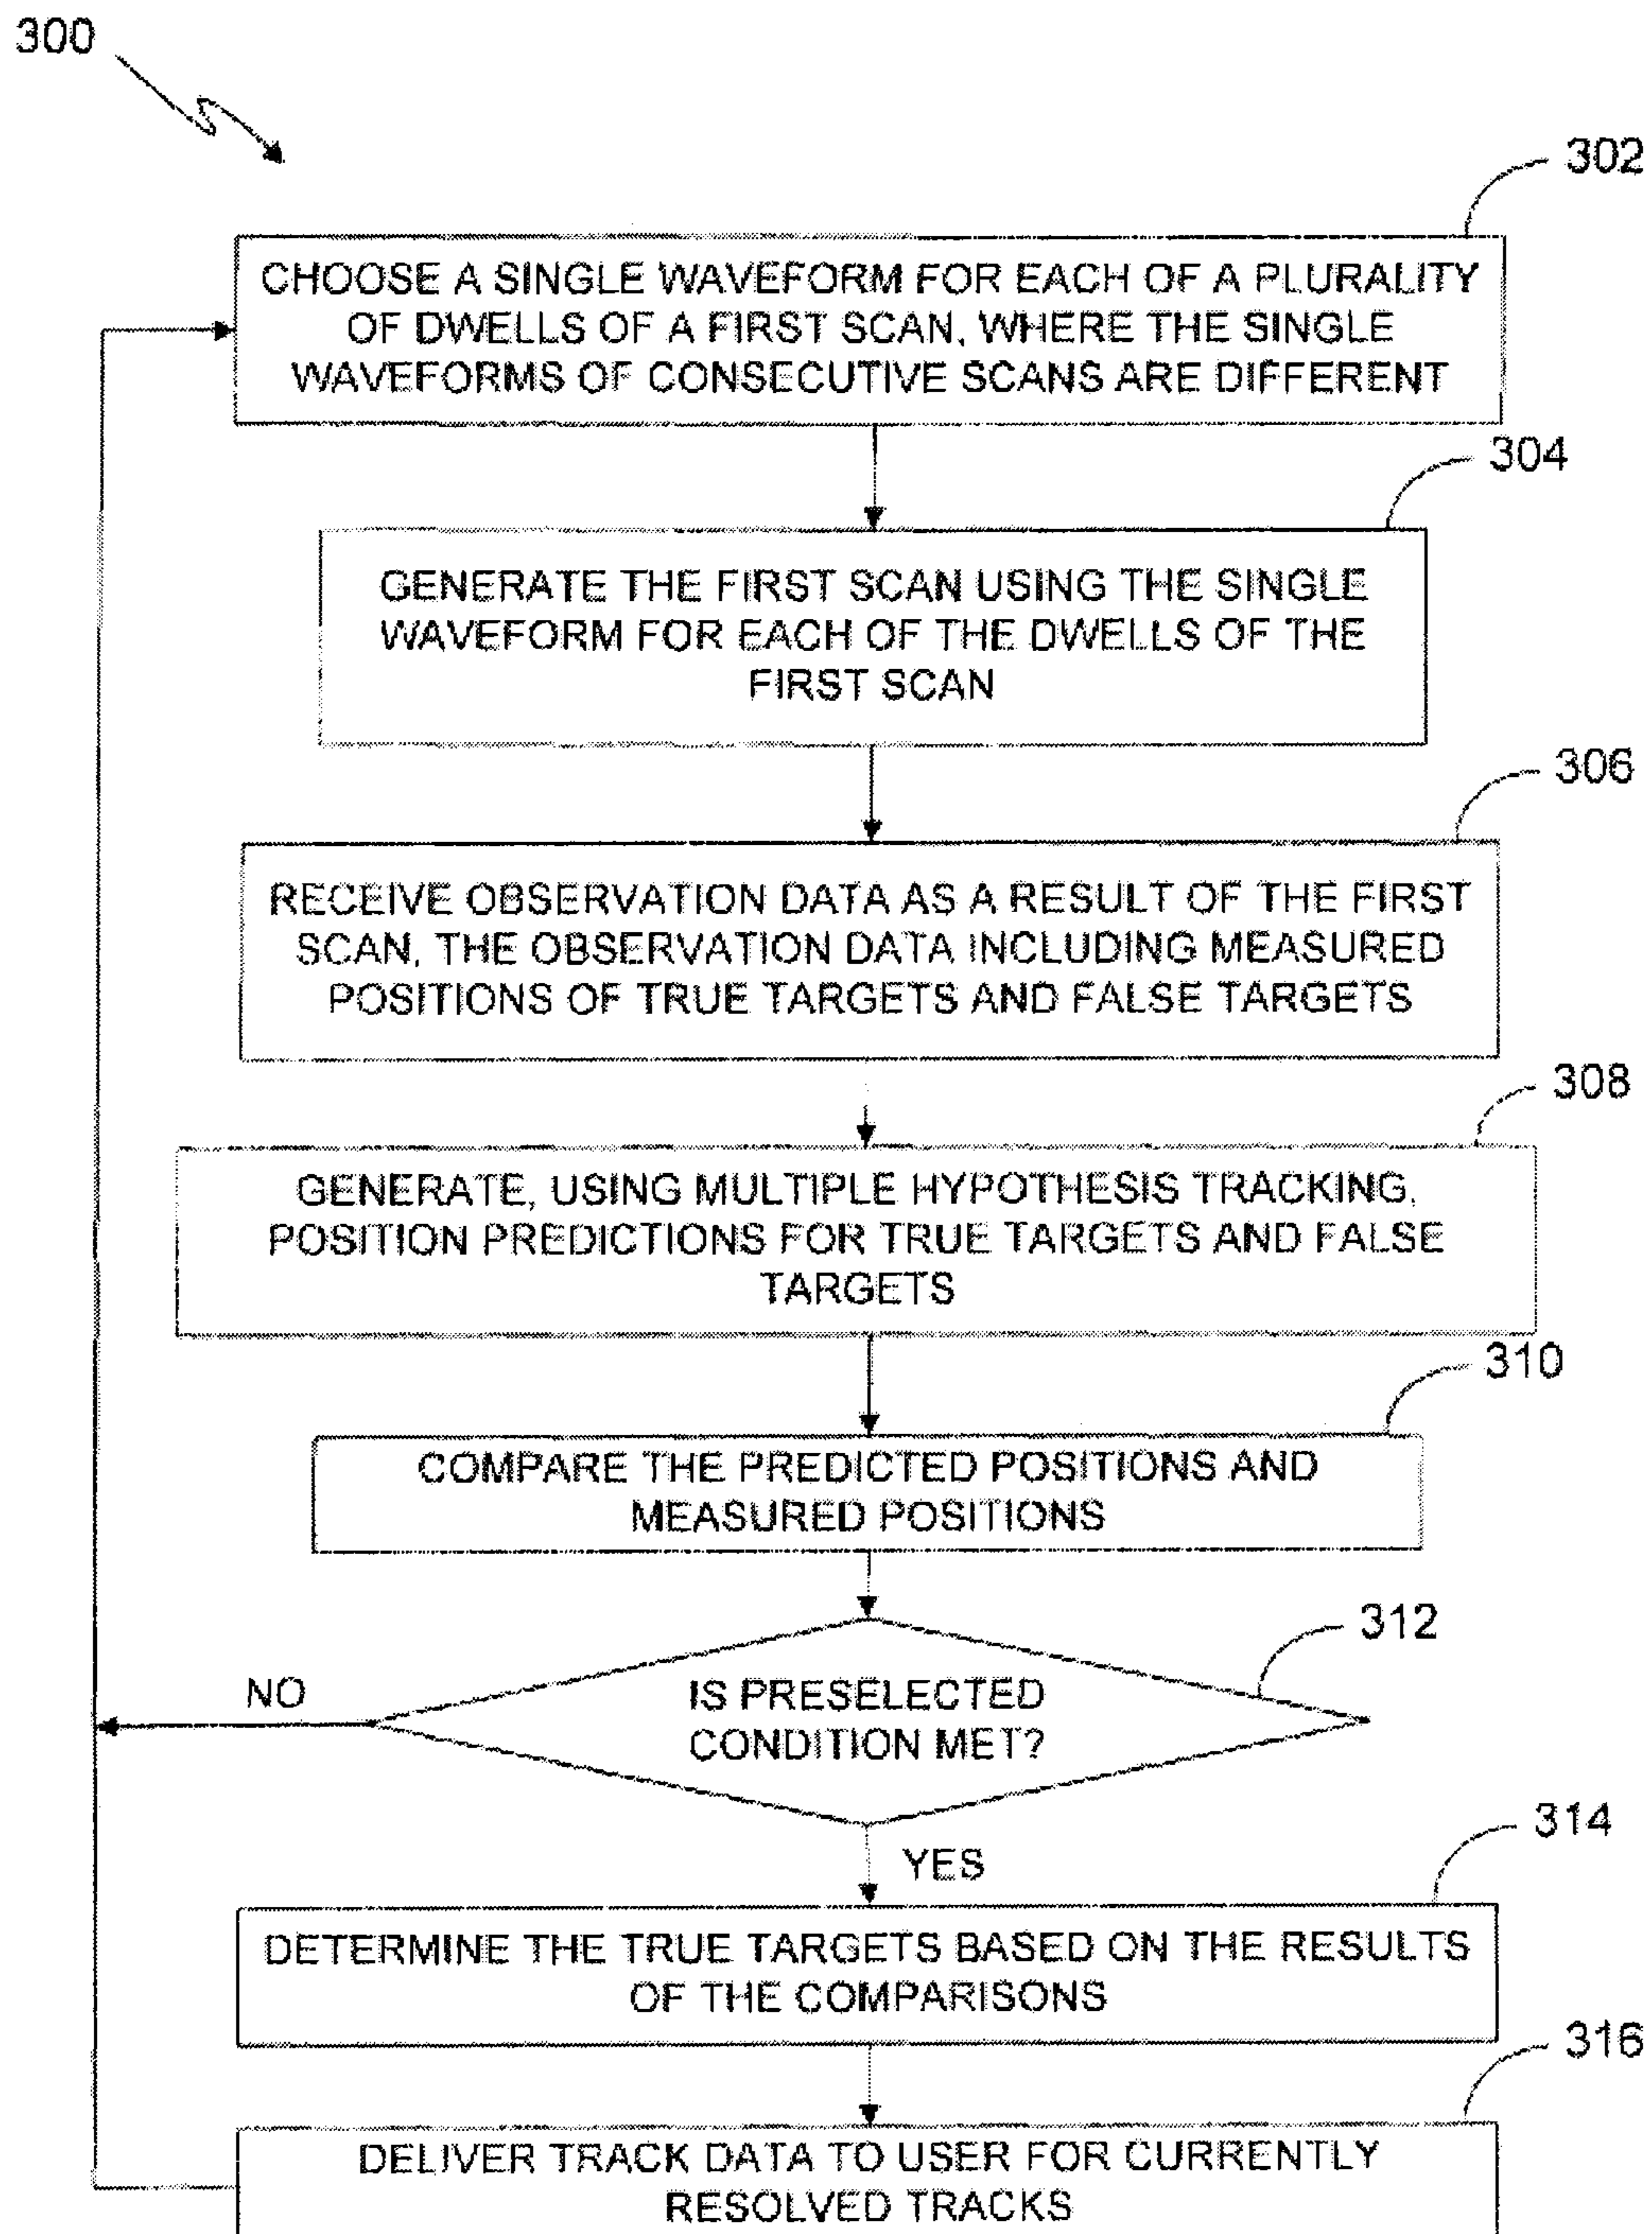 300
302
CHOOSE A SINGLE WAVEFORM FOR EACH OF A PLURALITY
OF DWELLS OF A FIRST SCAN, WHERE THE SINGLE
WAVEFORMS OF CONSECUTIVE SCANS ARE DIFFERENT
304
GENERATE THE FIRST SCAN USING THE SINGLE
WAVEFORM FOR EACH OF THE DWELLS OF THE
FIRST SCAN
306
RECEIVE OBSERVATION DATA AS A RESULT OF THE FIRST
SCAN, THE OBSERVATION DATA INCLUDING MEASURED
POSITIONS OF TRUE TARGETS AND FALSE TARGETS
308
GENERATE, USING MULTIPLE HYPOTHESIS TRACKING,
POSITION PREDICTIONS FOR TRUE TARGETS AND FALSE
TARGETS
310
COMPARE THE PREDICTED POSITIONS AND
MEASURED POSITIONS
312
NO
IS PRESELECTED
CONDITION MET?
YES
314
DETERMINE THE TRUE TARGETS BASED ON THE RESULTS
OF THE COMPARISONS
316
DELIVER TRACK DATA TO USER FOR CURRENTLY
RESOLVED TRACKS